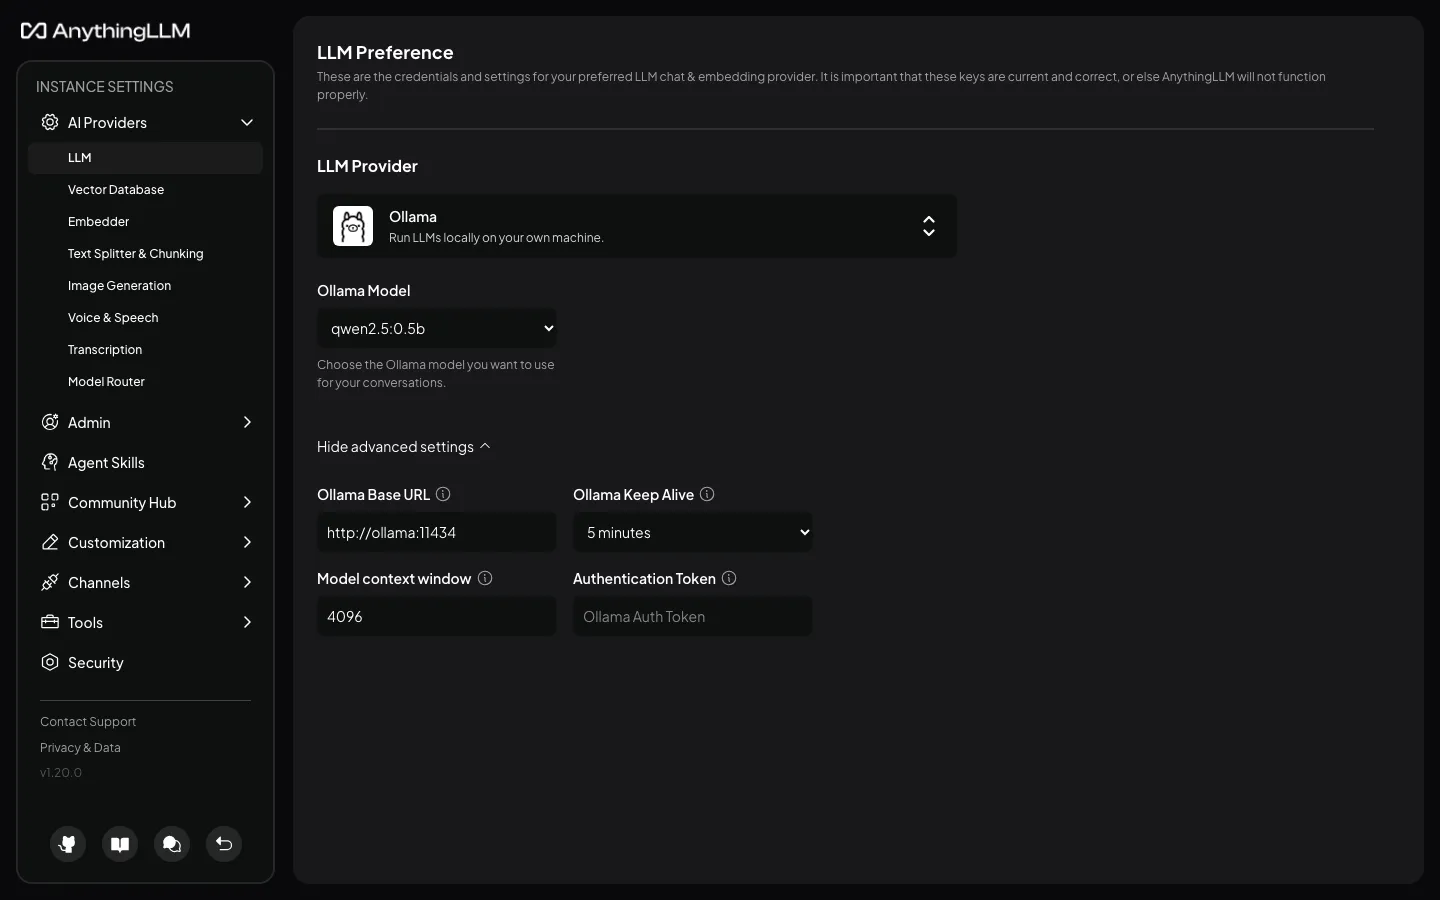 AnythingLLM
INSTANCE SETTINGS
AI Providers
LLM
Vector Database
Embedder
Text Splitter & Chunking
Image Generation
Voice & Speech
Transcription
Model Router
Admin
Agent Skills
Community Hub
Customization
Channels
Tools
Security
Contact Support
Privacy & Data
v1.20.0
LLM Preference
These are the credentials and settings for your preferred LLM chat & embedding provider. It is important that these keys are current and correct, or else AnythingLLM will not function
properly.
LLM Provider
Ollama
Run LLMs locally on your own machine.
Ollama Model
qwen2.5:0.5b
Choose the Ollama model you want to use
for your conversations.
Hide advanced settings
Ollama Base URL
Ollama Keep Alive
http://ollama:11434
5 minutes
Model context window
Authentication Token
4096
Ollama Auth Token